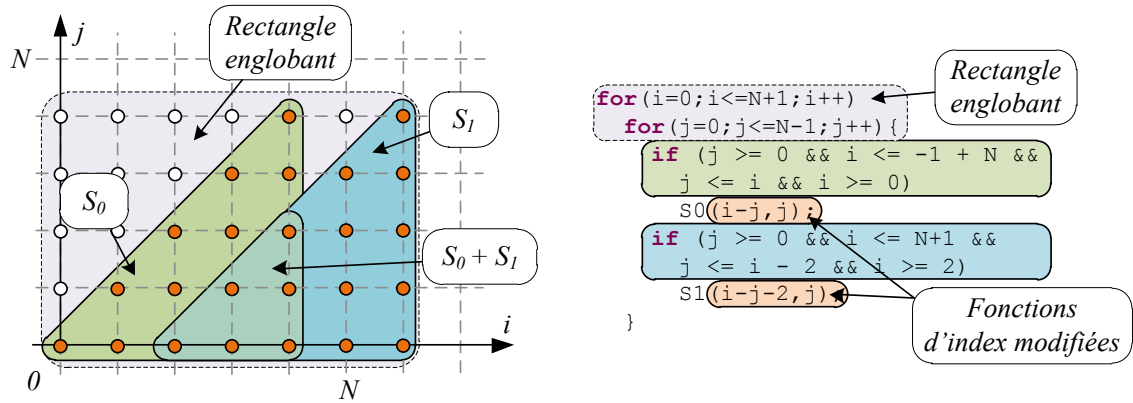 j
Rectangle
englobant
N
S1
S0
S0 + S1
i
0
N
Rectangle
englobant
for(i=0;i<=N+1;i++)
for(j=0;j<=N-1;j++){
if (j >= 0 && i <= -1 + N &&
j <= i && i >= 0)
S0(i-j,j);
if (j >= 0 && i <= N+1 &&
j <= i - 2 && i >= 2)
S1(i-j-2,j);
}
Fonctions
d'index modifiées